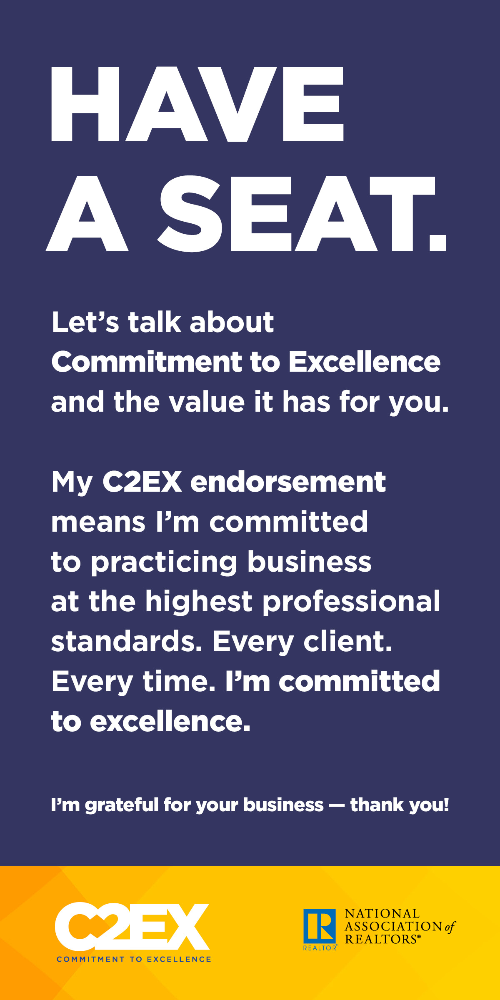 HAVE
A SEAT.
Let’s talk about
Commitment to Excellence
and the value it has for you.
My C2EX endorsement
means I’m committed
to practicing business
at the highest professional
standards. Every client.
Every time. I’m committed
to excellence.
I’m grateful for your business — thank you!
C2EX
COMMITMENT TO EXCELLENCE
R
REALTOR®
NATIONAL
ASSOCIATION of
REALTORS®